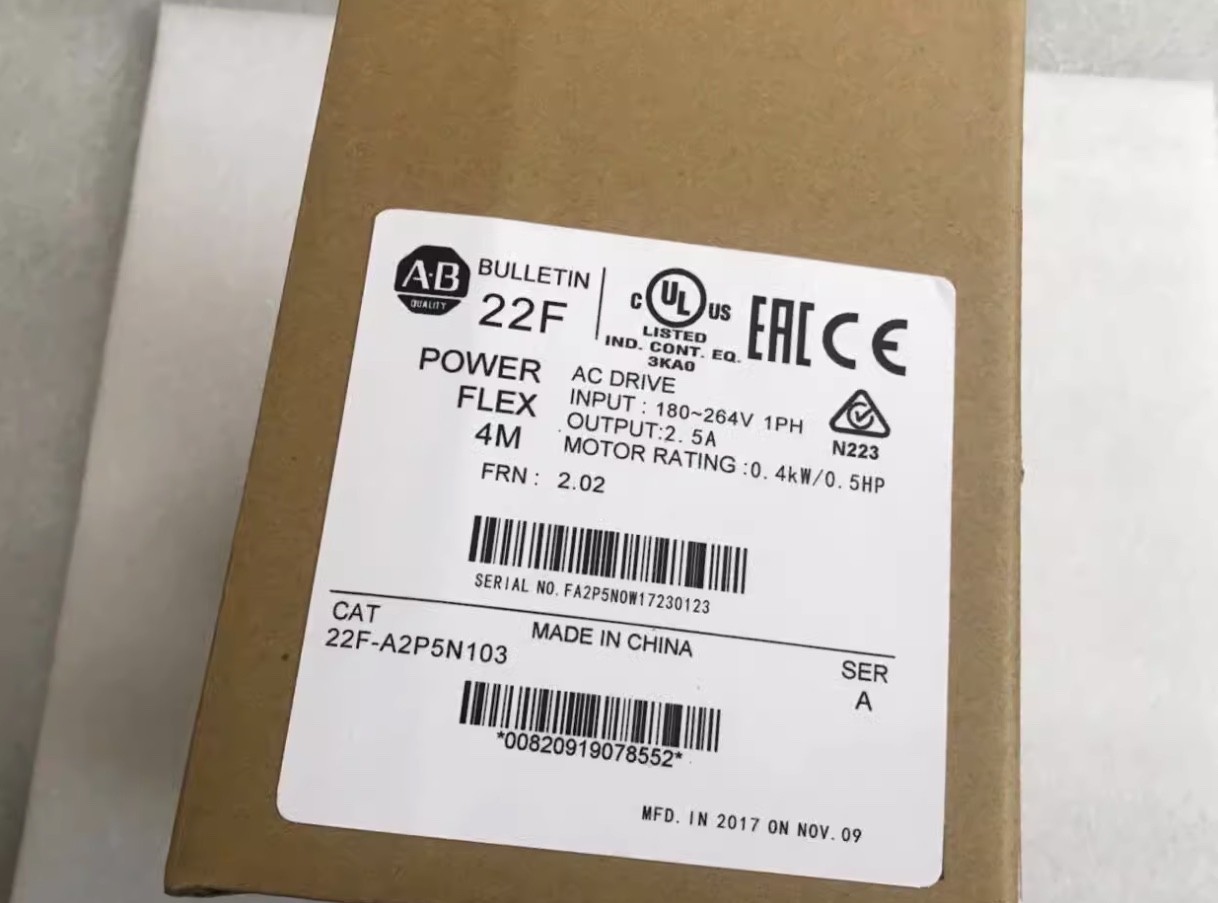 A·B
QUALITY
BULLETIN
22F
C UL US
LISTED
IND. CONT. EQ.
3KA0
EAC CE
POWER
FLEX
4M
FRN : 2.02
AC DRIVE
INPUT : 180~264V 1PH
OUTPUT:2.5A
MOTOR RATING :0.4kW/0.5HP
N223
SERIAL NO.FA2P5N0W17230123
CAT
22F-A2P5N103
MADE IN CHINA
SER
A
*00820919078552*
MFD. IN 2017 ON NOV.09